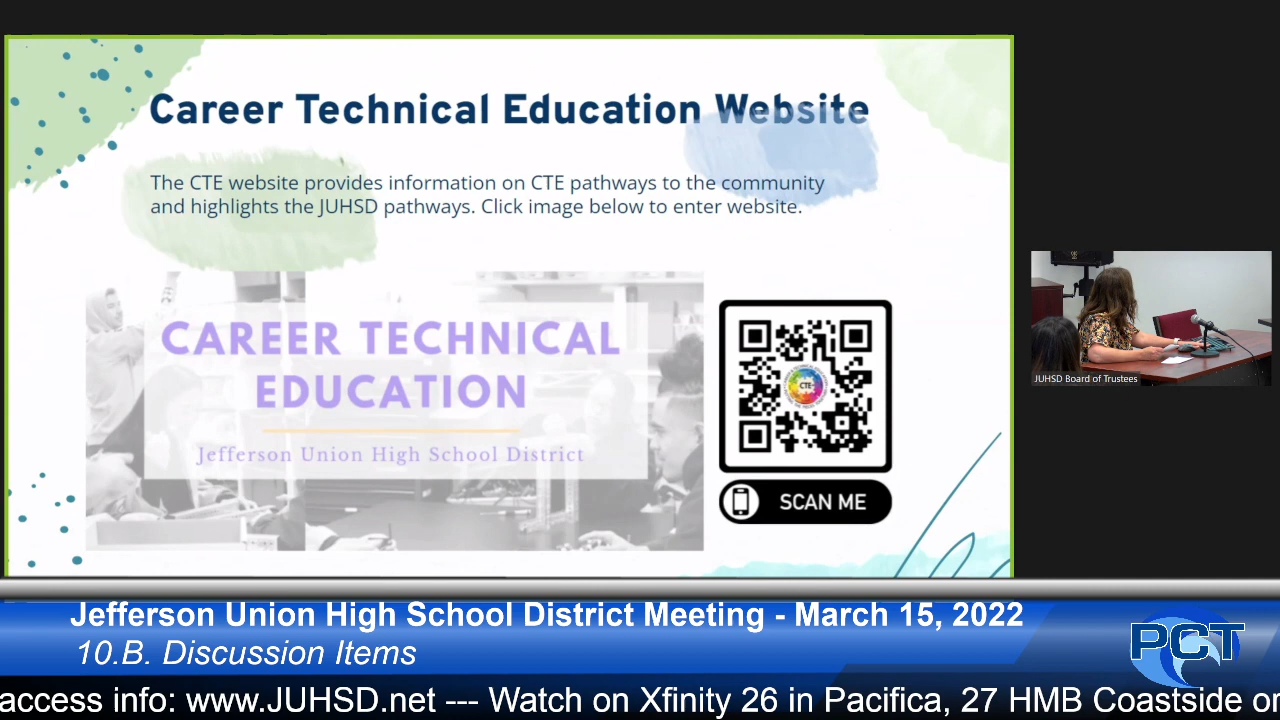 Career Technical Education Website
The CTE website provides information on CTE pathways to the community
and highlights the JUHSD pathways. Click image below to enter website.
CAREER TECHNICAL
EDUCATION
Jefferson Union High School District
CTE
SCAN ME
JUHSD Board of Trustees
Jefferson Union High School District Meeting - March 15, 2022
10.B. Discussion Items
PCT
access info: www.JUHSD.net --- Watch on Xfinity 26 in Pacifica, 27 HMB Coastside or